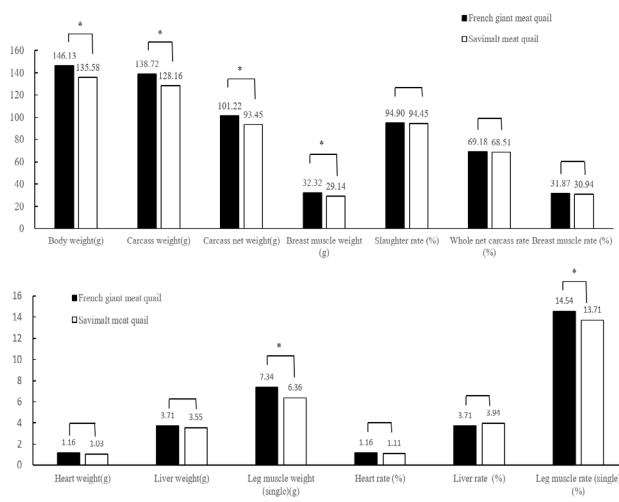 French giant meat quail
Savimalt meat quail
*
*
*
*
160
140
120
100
80
60
40
20
0
146.13
135.58
138.72
128.16
101.22
93.45
32.32
29.14
94.90
94.45
69.18
68.51
31.87
30.94
Body weight(g)
Carcass weight(g)
Carcass net weight(g)
Breast muscle weight
(g)
Slaughter rate (%)
Whole net carcass rate
(%)
Breast muscle rate (%)
French giant meat quail
Savimalt meat quail
*
*
16
14
12
10
8
6
4
2
0
1.16
1.03
3.71
3.55
7.34
6.36
1.16
1.11
3.71
3.94
14.54
13.71
Heart weight(g)
Liver weight(g)
Leg muscle weight
(single)(g)
Heart rate (%)
Liver rate (%)
Leg muscle rate (single)
(%)